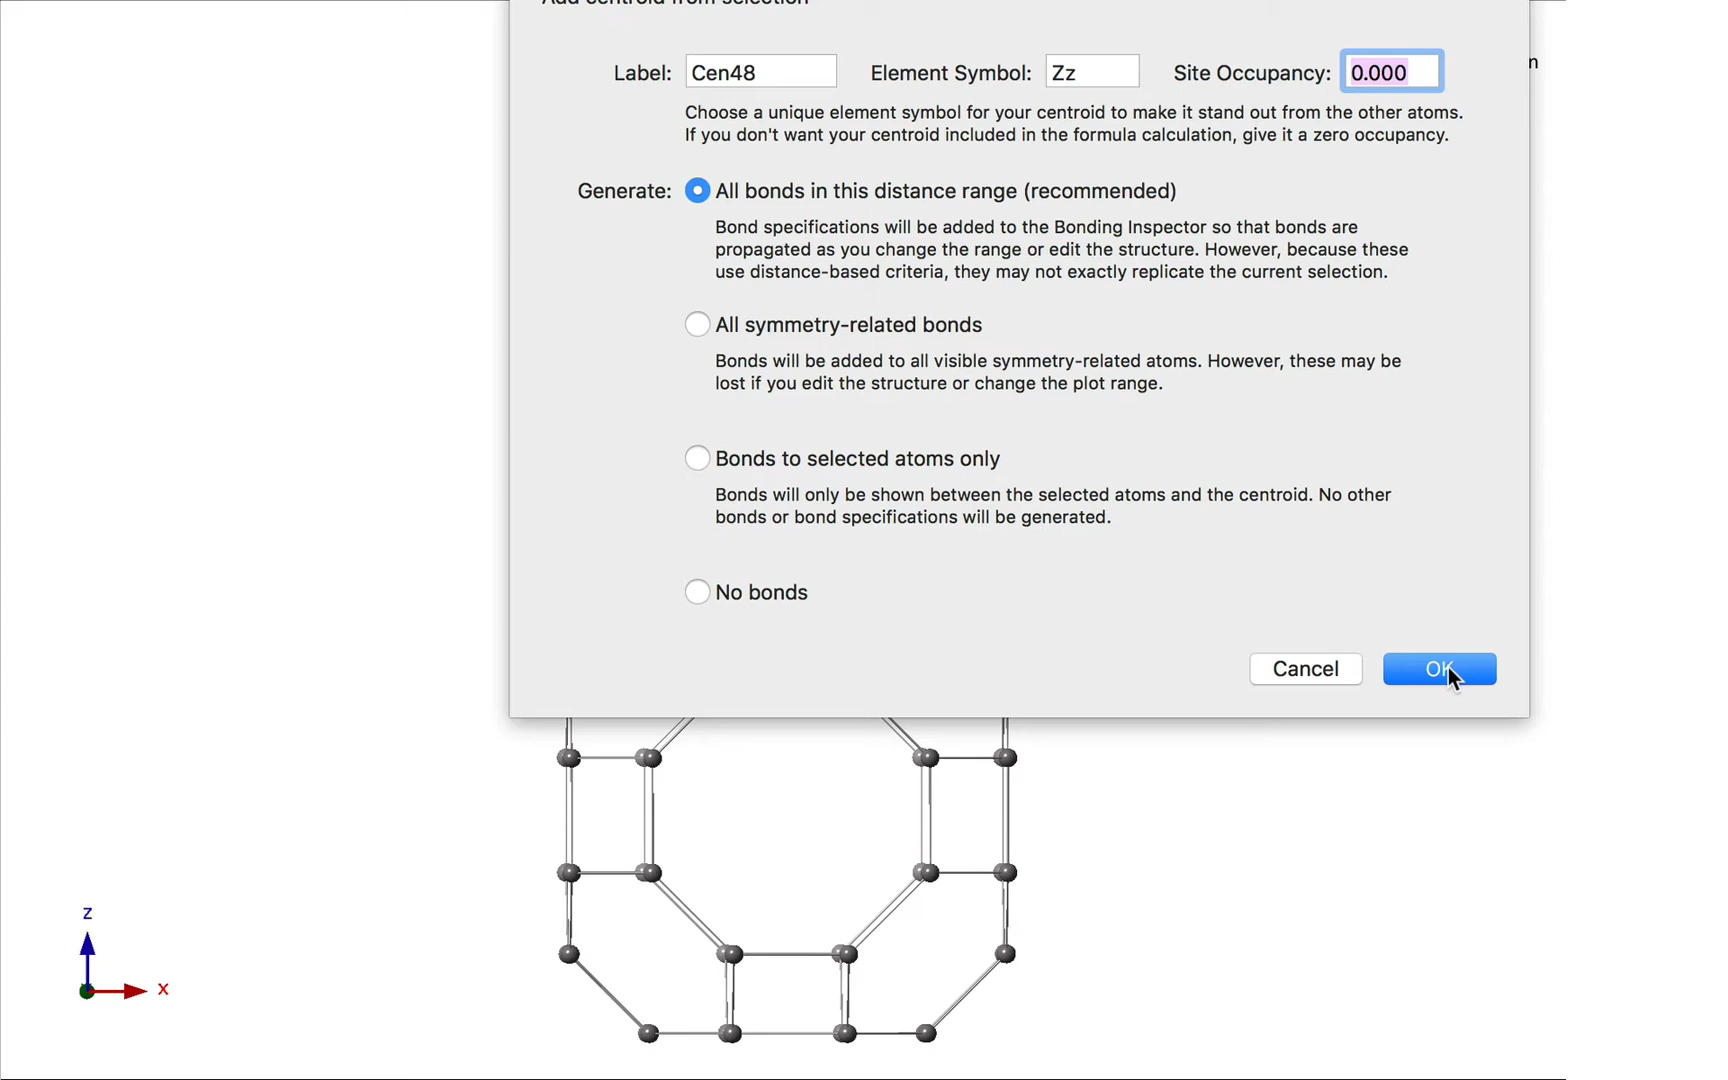 Add centroid from selection
Label: Cen48 Element Symbol: Zz Site Occupancy: 0.000
n
Choose a unique element symbol for your centroid to make it stand out from the other atoms.
If you don't want your centroid included in the formula calculation, give it a zero occupancy.
Generate: All bonds in this distance range (recommended)
Bond specifications will be added to the Bonding Inspector so that bonds are
propagated as you change the range or edit the structure. However, because these
use distance-based criteria, they may not exactly replicate the current selection.
All symmetry-related bonds
Bonds will be added to all visible symmetry-related atoms. However, these may be
lost if you edit the structure or change the plot range.
Bonds to selected atoms only
Bonds will only be shown between the selected atoms and the centroid. No other
bonds or bond specifications will be generated.
No bonds
Cancel OK
z
x